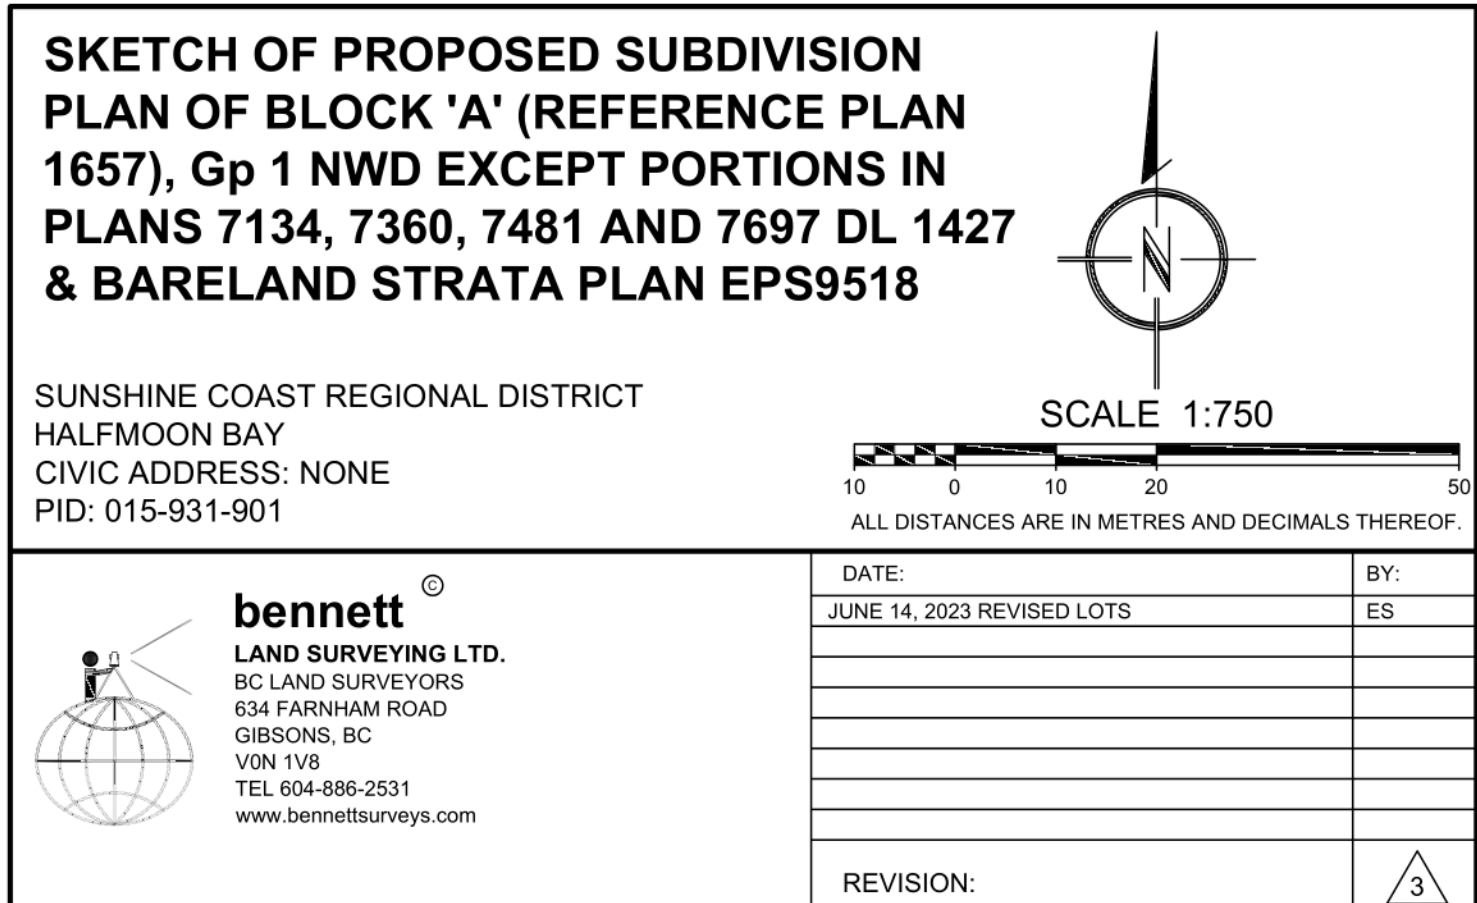 SKETCH OF PROPOSED SUBDIVISION
PLAN OF BLOCK 'A' (REFERENCE PLAN
1657), Gp 1 NWD EXCEPT PORTIONS IN
PLANS 7134, 7360, 7481 AND 7697 DL 1427
& BARELAND STRATA PLAN EPS9518
N
SUNSHINE COAST REGIONAL DISTRICT
HALFMOON BAY
CIVIC ADDRESS: NONE
PID: 015-931-901
SCALE 1:750
10 0 10 20 50
ALL DISTANCES ARE IN METRES AND DECIMALS THEREOF.
bennett ©
LAND SURVEYING LTD.
BC LAND SURVEYORS
634 FARNHAM ROAD
GIBSONS, BC
V0N 1V8
TEL 604-886-2531
www.bennettsurveys.com
DATE: BY:
JUNE 14, 2023 REVISED LOTS ES
REVISION: 3